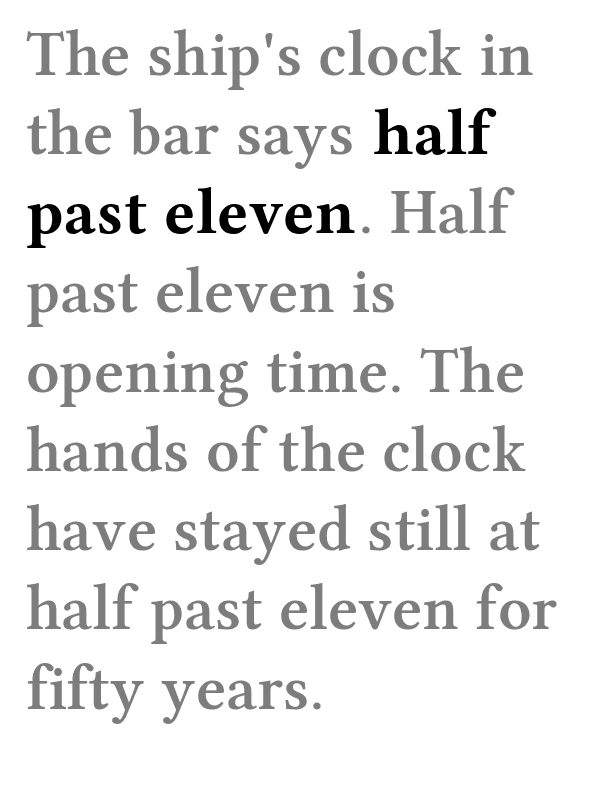 The ship's clock in
the bar says half
past eleven. Half
past eleven is
opening time. The
hands of the clock
have stayed still at
half past eleven for
fifty years.